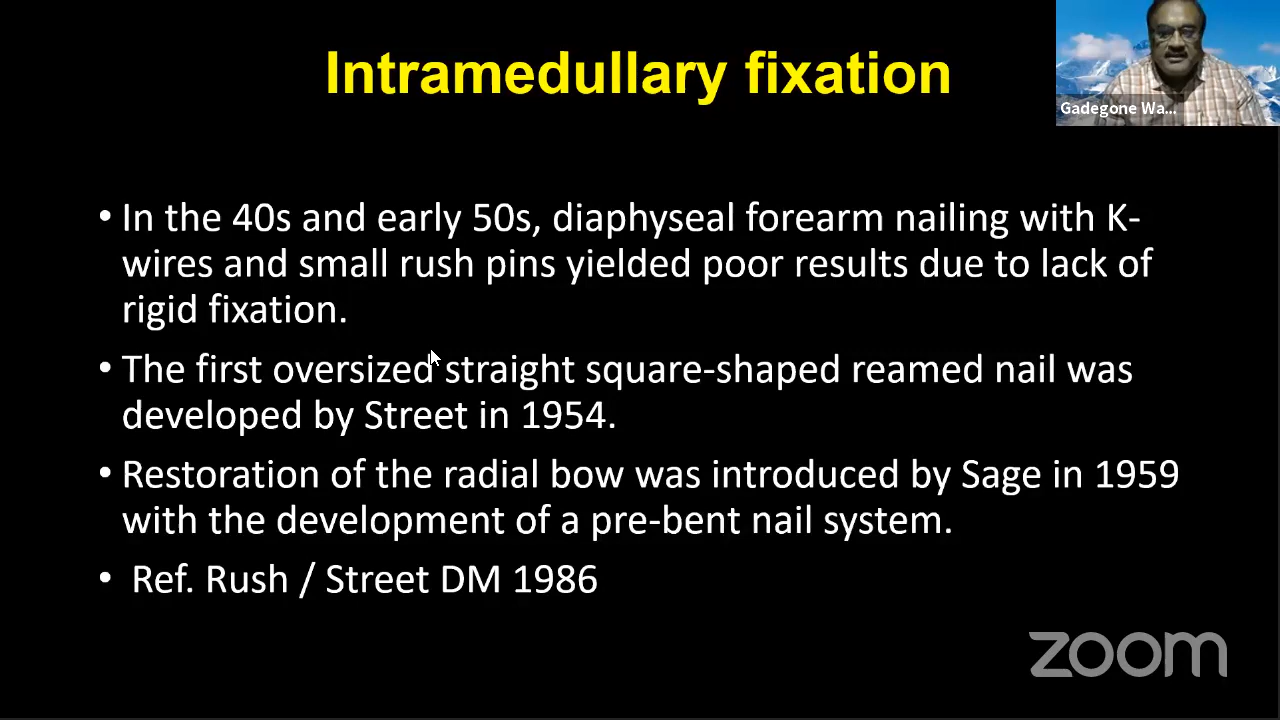 Intramedullary fixation
Gadegone Wa...
• In the 40s and early 50s, diaphyseal forearm nailing with K-
wires and small rush pins yielded poor results due to lack of
rigid fixation.
• The first oversized straight square-shaped reamed nail was
developed by Street in 1954.
• Restoration of the radial bow was introduced by Sage in 1959
with the development of a pre-bent nail system.
• Ref. Rush / Street DM 1986
zoom